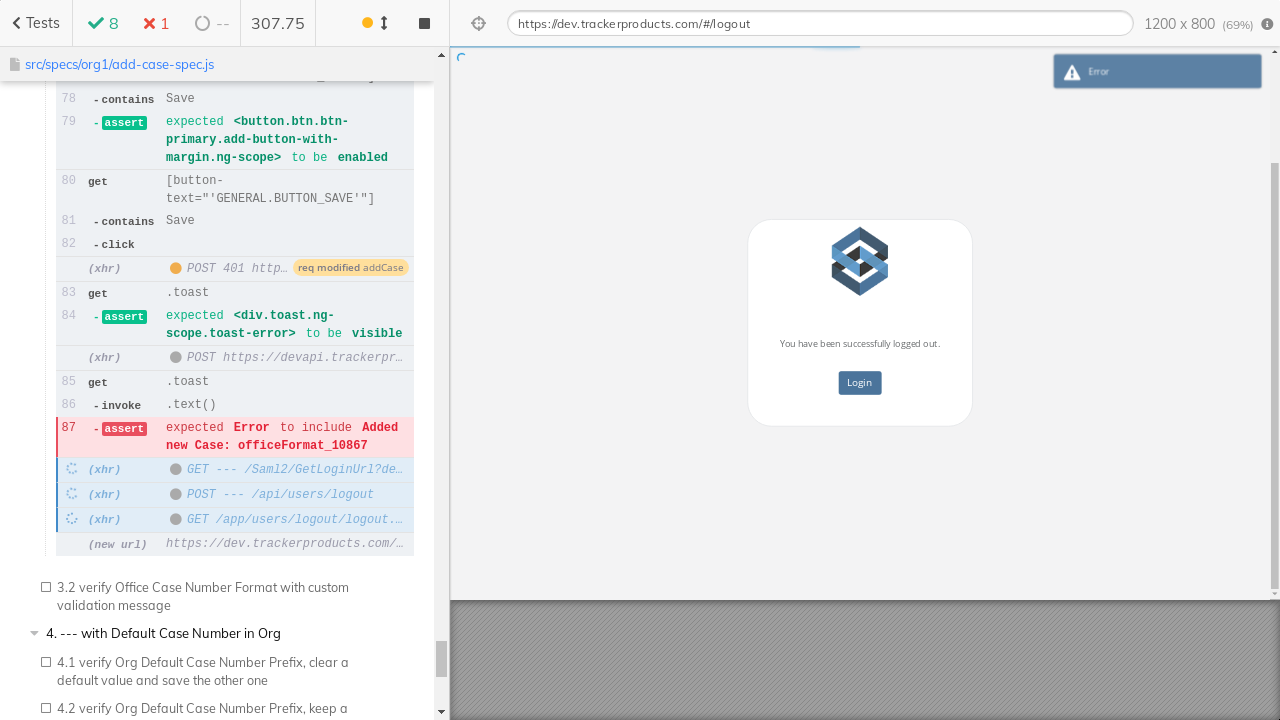 Tests
8
1
--
307.75
https://dev.trackerproducts.com/#/logout
1200 x 800 (69%)
src/specs/org1/add-case-spec.js
78 -contains Save
79 -assert expected <button.btn.btn-
primary.add-button-with-
margin.ng-scope> to be enabled
80 get [button-
text="'GENERAL.BUTTON_SAVE'"]
81 -contains Save
82 -click
(xhr) POST 401 http... req modified addCase
83 get .toast
84 -assert expected <div.toast.ng-
scope.toast-error> to be visible
(xhr) POST https://devapi.trackerpr...
85 get .toast
86 -invoke .text()
87 -assert expected Error to include Added
new Case: officeFormat_10867
(xhr) GET --- /Saml2/GetLoginUrl?de...
(xhr) POST --- /api/users/logout
(xhr) GET /app/users/logout/logout....
(new url) https://dev.trackerproducts.com/...
3.2 verify Office Case Number Format with custom
validation message
4. --- with Default Case Number in Org
4.1 verify Org Default Case Number Prefix, clear a
default value and save the other one
4.2 verify Org Default Case Number Prefix, keep a
Error
You have been successfully logged out.
Login